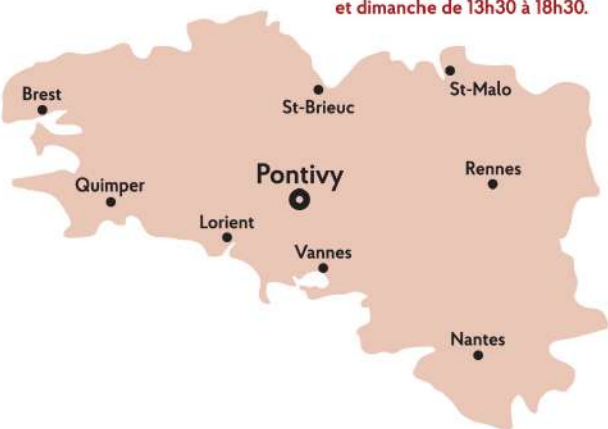 et dimanche de 13h30 à 18h30.
Brest
St-Brieuc
St-Malo
Quimper
Pontivy
Rennes
Lorient
Vannes
Nantes